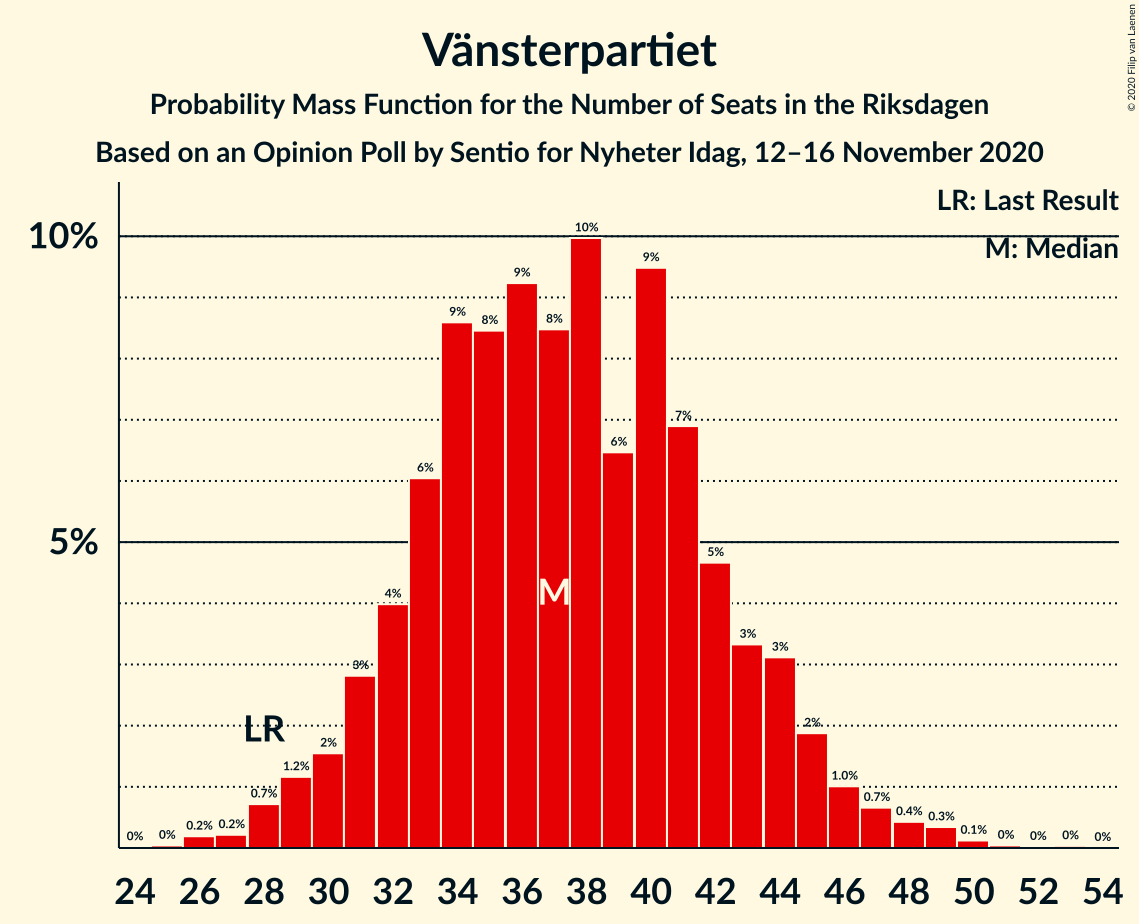 Vänsterpartiet
Probability Mass Function for the Number of Seats in the Riksdagen
Based on an Opinion Poll by Sentio for Nyheter Idag, 12–16 November 2020
© 2020 Filip van Laenen
LR: Last Result
M: Median
10%
5%
0% 0% 0.2% 0.2% 0.7% 1.2% 2% 3% 4% 6% 9% 8% 9% 8% 10% 6% 9% 7% 5% 3% 3% 2% 1.0% 0.7% 0.4% 0.3% 0.1% 0% 0% 0% 0%
M
LR
24 26 28 30 32 34 36 38 40 42 44 46 48 50 52 54